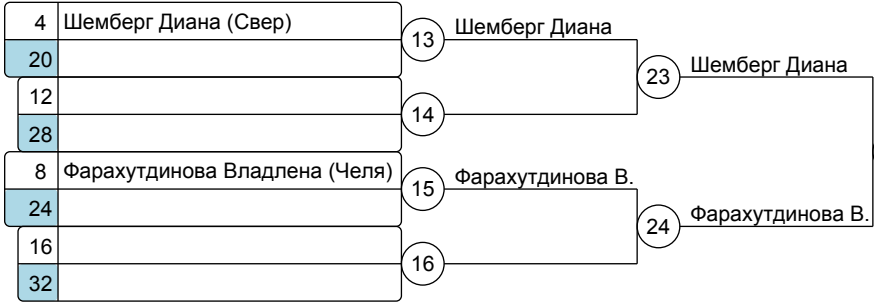 4 Шемберг Диана (Свер)
20
13 Шемберг Диана
12
28
14
23 Шемберг Диана
8 Фарахутдинова Владлена (Челя)
24
15 Фарахутдинова В.
16
32
16
24 Фарахутдинова В.